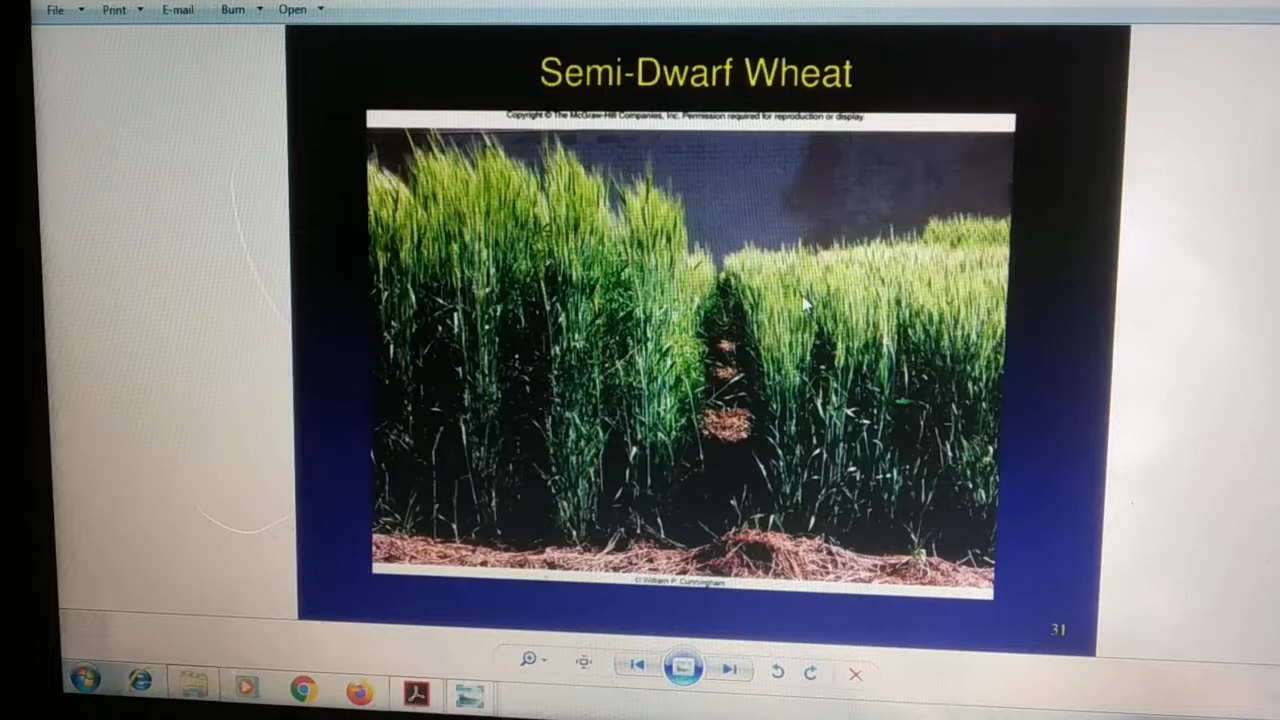 File Print E-mail Burn Open
Semi-Dwarf Wheat
Copyright © The McGraw-Hill Companies, Inc. Permission required for reproduction or display.
© William P. Cunningham
31